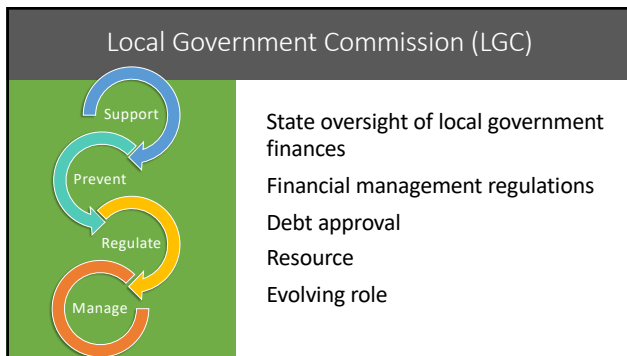 Local Government Commission (LGC)
Support
Prevent
Regulate
Manage
State oversight of local government
finances
Financial management regulations
Debt approval
Resource
Evolving role